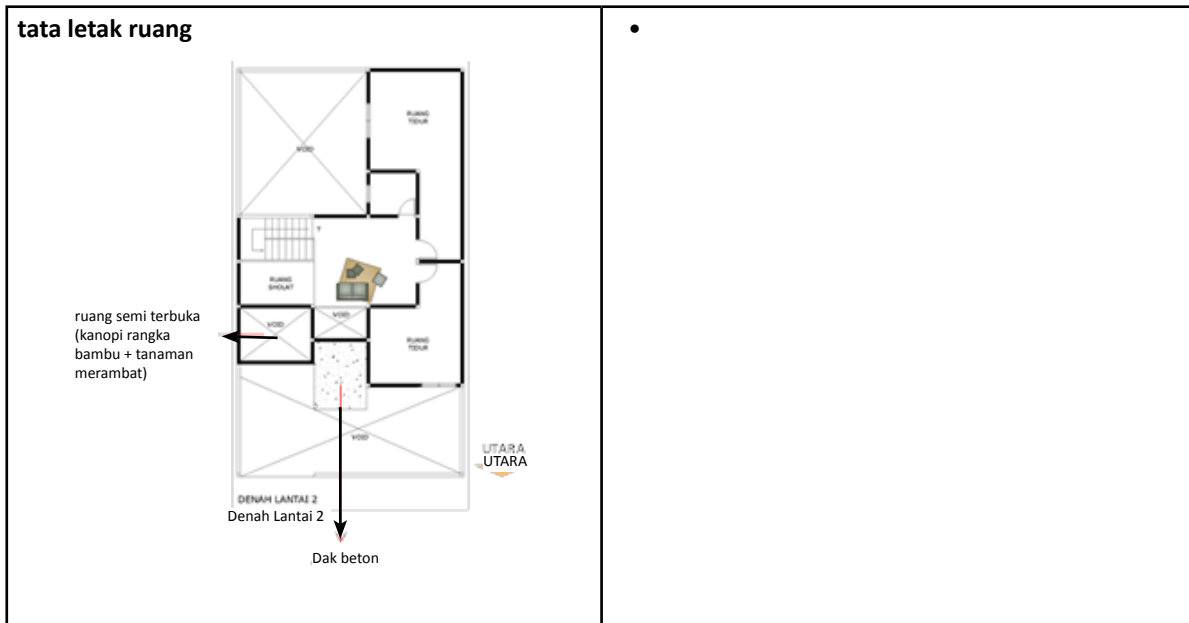 tata letak ruang
•
RUANG
TIDUR
VOID
T
RUANG
SHOLAT
VOID
VOID
ruang semi terbuka
(kanopi rangka
bambu + tanaman
merambat)
RUANG
TIDUR
VOID
UTARA
UTARA
DENAH LANTAI 2
Denah Lantai 2
Dak beton